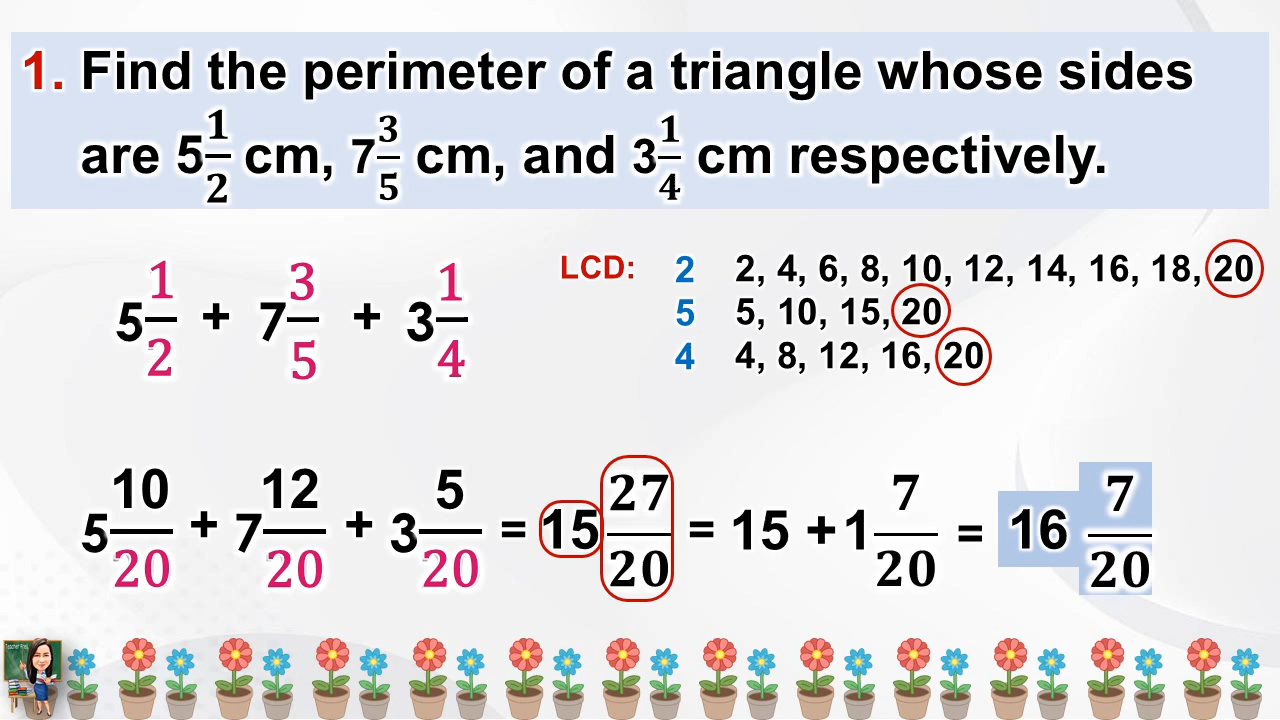 1. Find the perimeter of a triangle whose sides
are 5 1/2 cm, 7 3/5 cm, and 3 1/4 cm respectively.
5 1/2 + 7 3/5 + 3 1/4
LCD: 2 2, 4, 6, 8, 10, 12, 14, 16, 18, 20
5 5, 10, 15, 20
4 4, 8, 12, 16, 20
5 10/20 + 7 12/20 + 3 5/20 = 15 27/20 = 15 + 1 7/20 = 16 7/20